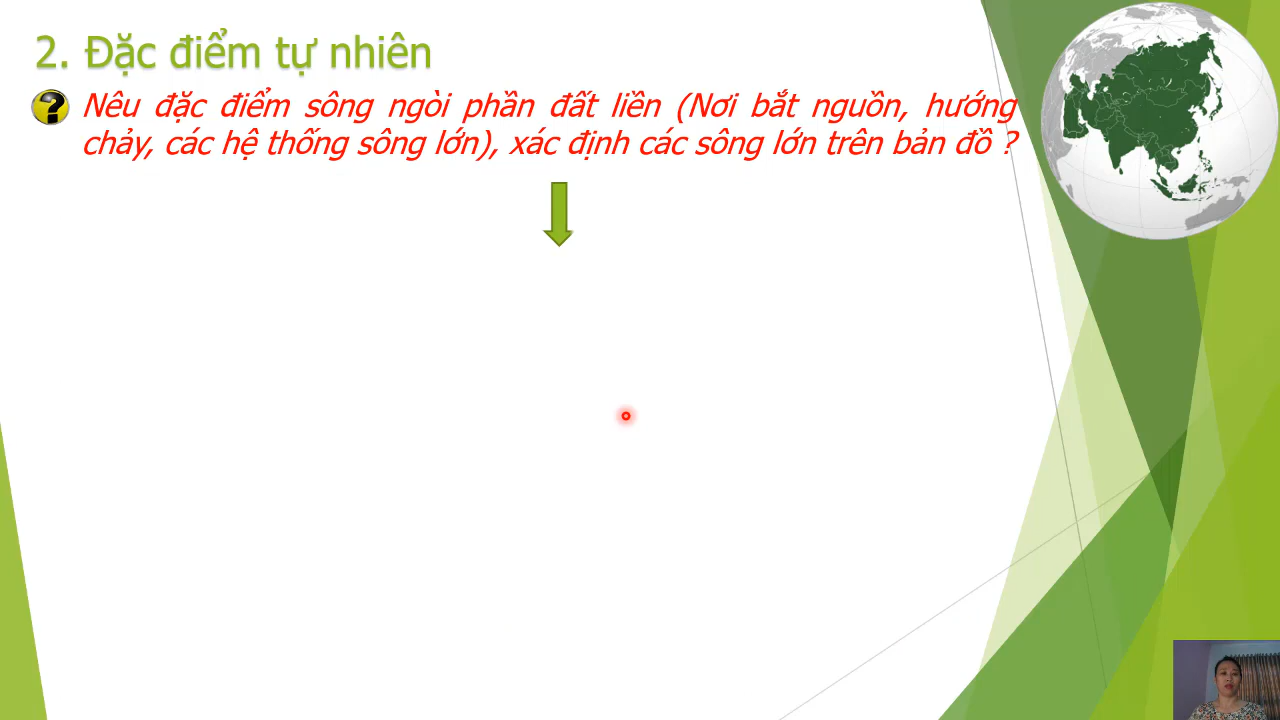 2. Đặc điểm tự nhiên
Nêu đặc điểm sông ngòi phần đất liền (Nơi bắt nguồn, hướng
chảy, các hệ thống sông lớn), xác định các sông lớn trên bản đồ ?